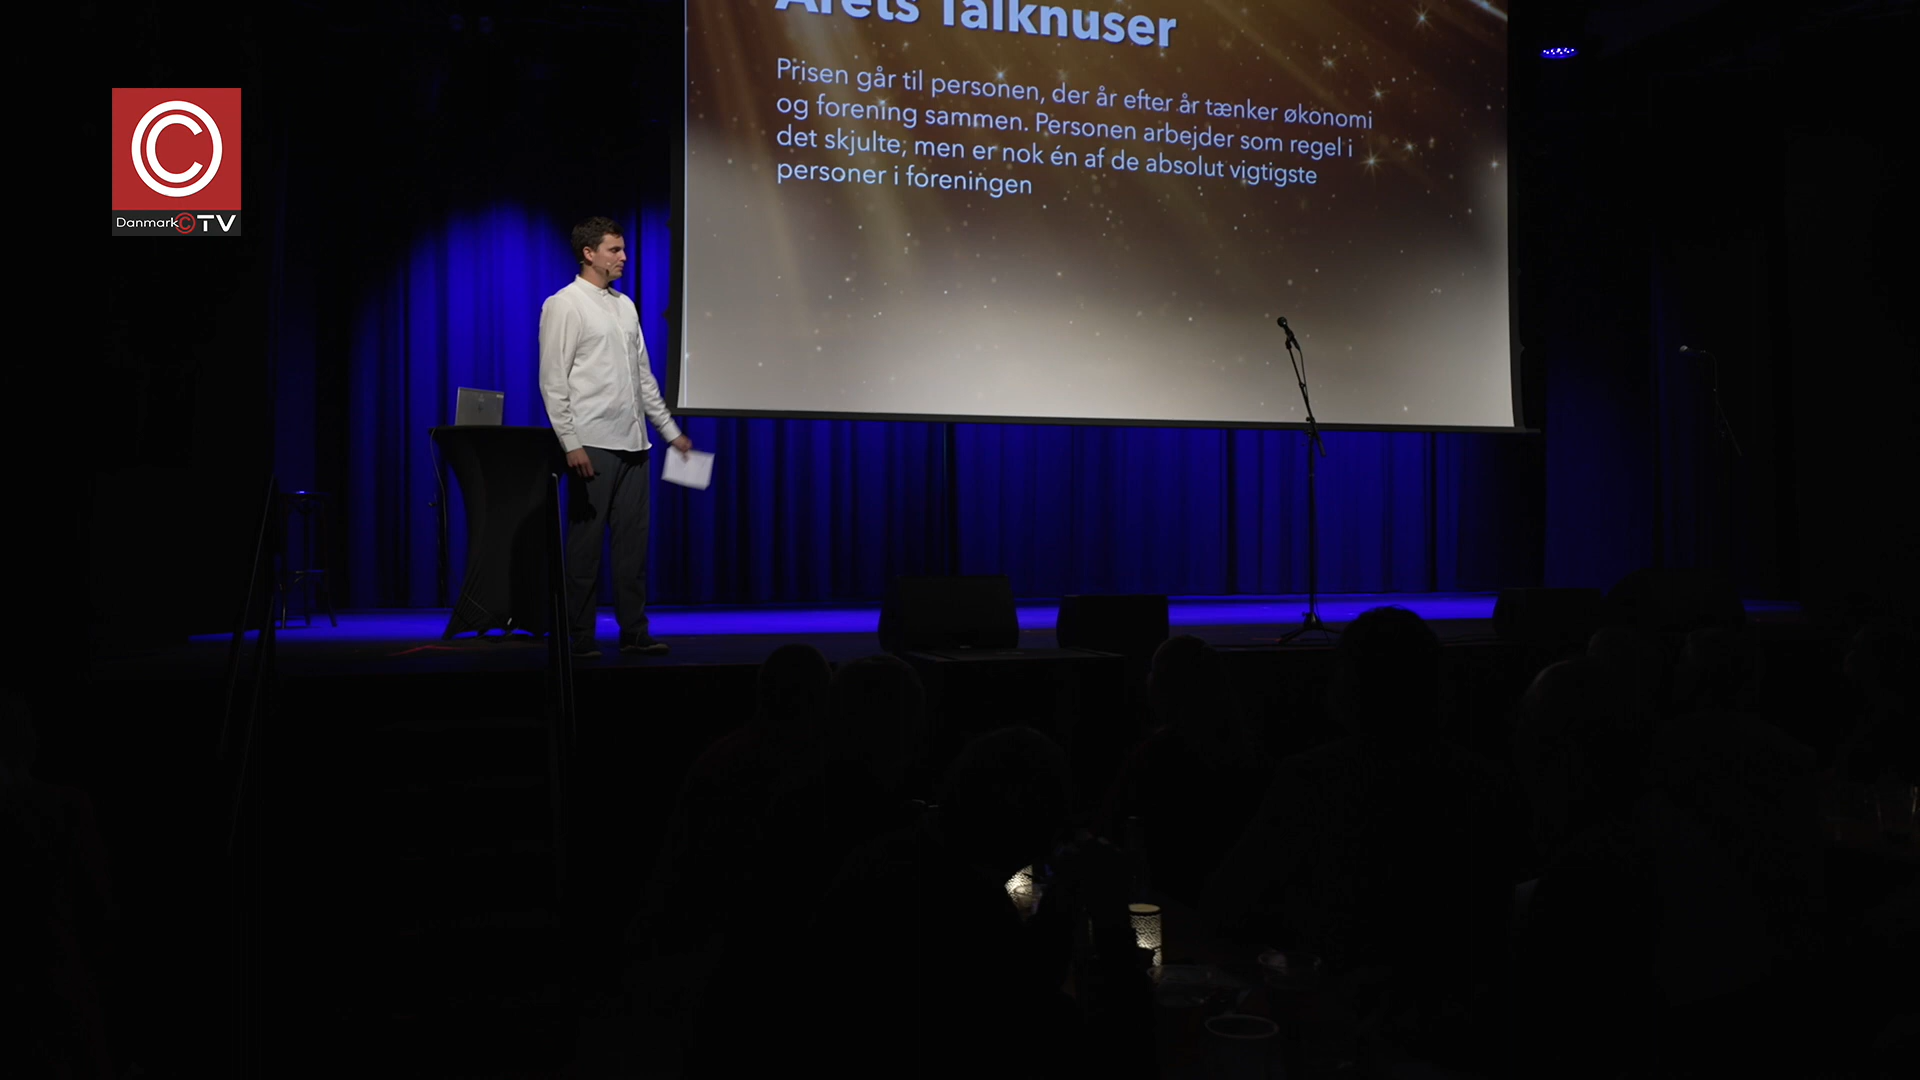 Årets Talknuser
Prisen går til personen, der år efter år tænker økonomi
og forening sammen. Personen arbejder som regel i
det skjulte, men er nok én af de absolut vigtigste
personer i foreningen
C
Danmark C TV